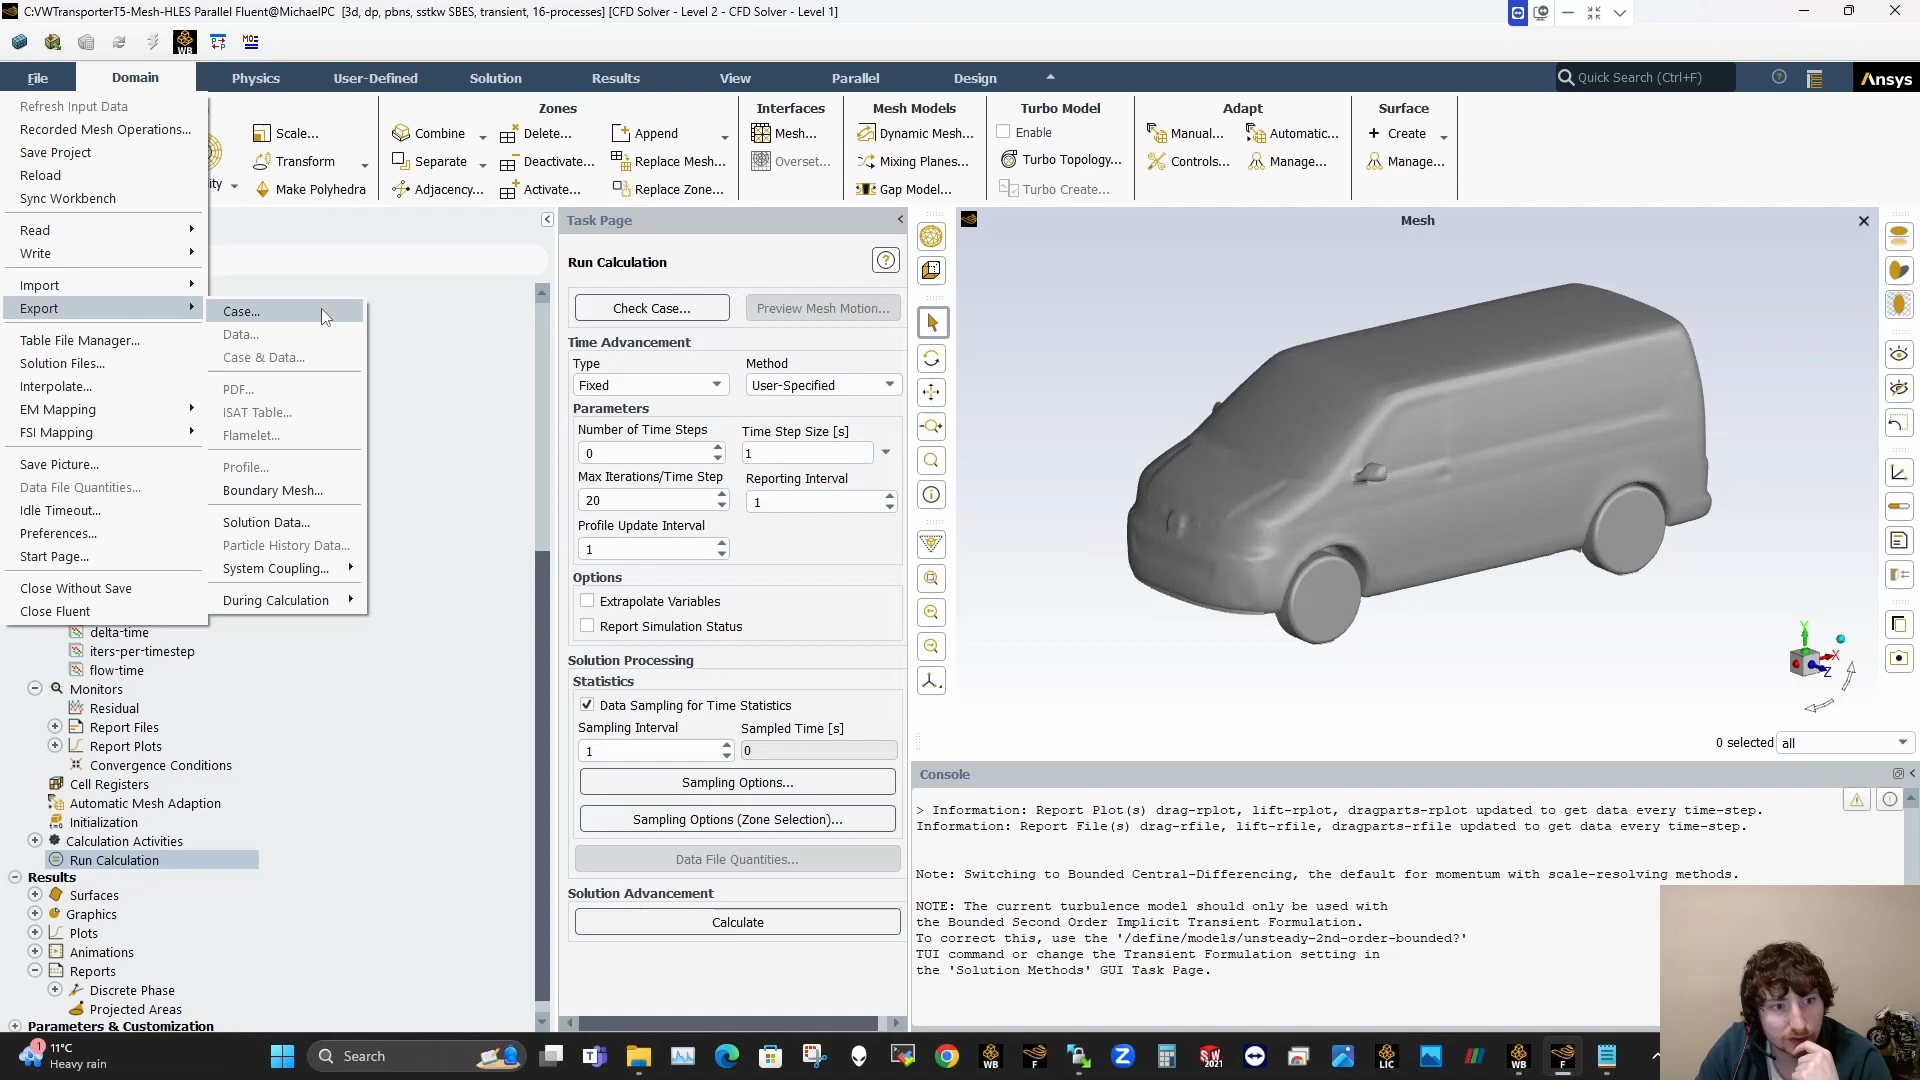 C:VWTransporterT5-Mesh-HLES Parallel Fluent@MichaelPC [3d, dp, pbns, sstkw SBES, transient, 16-processes] [CFD Solver - Level 2 - CFD Solver - Level 1]
WB
File Domain Physics User-Defined Solution Results View Parallel Design Quick Search (Ctrl+F) Ansys
Refresh Input Data
Recorded Mesh Operations...
Save Project
Reload
Sync Workbench
Read
Write
Import
Export
Table File Manager...
Solution Files...
Interpolate...
EM Mapping
FSI Mapping
Save Picture...
Data File Quantities...
Idle Timeout...
Preferences...
Start Page...
Close Without Save
Close Fluent
Case...
Data...
Case & Data...
PDF...
ISAT Table...
Flamelet...
Profile...
Boundary Mesh...
Solution Data...
Particle History Data...
System Coupling...
During Calculation
ity
Scale...
Transform
Make Polyhedra
Zones
Combine Delete... Append
Separate Deactivate... Replace Mesh...
Adjacency... Activate... Replace Zone...
Interfaces
Mesh...
Overset...
Mesh Models
Dynamic Mesh...
Mixing Planes...
Gap Model...
Turbo Model
Enable
Turbo Topology...
Turbo Create...
Adapt
Manual... Automatic...
Controls... Manage...
Surface
Create
Manage...
delta-time
iters-per-timestep
flow-time
Monitors
Residual
Report Files
Report Plots
Convergence Conditions
Cell Registers
Automatic Mesh Adaption
Initialization
Calculation Activities
Run Calculation
Results
Surfaces
Graphics
Plots
Animations
Reports
Discrete Phase
Projected Areas
Parameters & Customization
Task Page
Run Calculation
Check Case... Preview Mesh Motion...
Time Advancement
Type Method
Fixed User-Specified
Parameters
Number of Time Steps Time Step Size [s]
0 1
Max Iterations/Time Step Reporting Interval
20 1
Profile Update Interval
1
Options
Extrapolate Variables
Report Simulation Status
Solution Processing
Statistics
Data Sampling for Time Statistics
Sampling Interval Sampled Time [s]
1 0
Sampling Options...
Sampling Options (Zone Selection)...
Data File Quantities...
Solution Advancement
Calculate
Mesh
Y
X
Z
0 selected all
Console
> Information: Report Plot(s) drag-rplot, lift-rplot, dragparts-rplot updated to get data every time-step.
Information: Report File(s) drag-rfile, lift-rfile, dragparts-rfile updated to get data every time-step.
Note: Switching to Bounded Central-Differencing, the default for momentum with scale-resolving methods.
NOTE: The current turbulence model should only be used with
the Bounded Second Order Implicit Transient Formulation.
To correct this, use the '/define/models/unsteady-2nd-order-bounded?'
TUI command or change the Transient Formulation setting in
the 'Solution Methods' GUI Task Page.
1
11°C
Heavy rain
Search
WB F SW 2021 LIC WB F